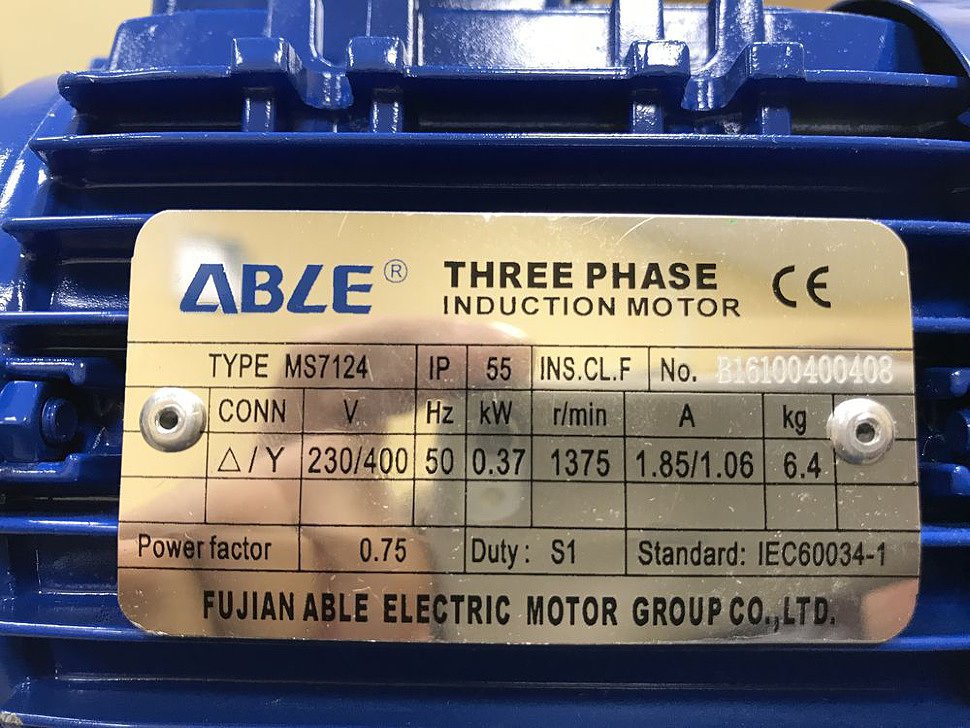 ABLE ® THREE PHASE CE
INDUCTION MOTOR
TYPE MS7124 IP 55 INS.CL.F No. B16100400408
CONN V Hz kW r/min A kg
△/Y 230/400 50 0.37 1375 1.85/1.06 6.4
Power factor 0.75 Duty: S1 Standard: IEC60034-1
FUJIAN ABLE ELECTRIC MOTOR GROUP CO.,LTD.